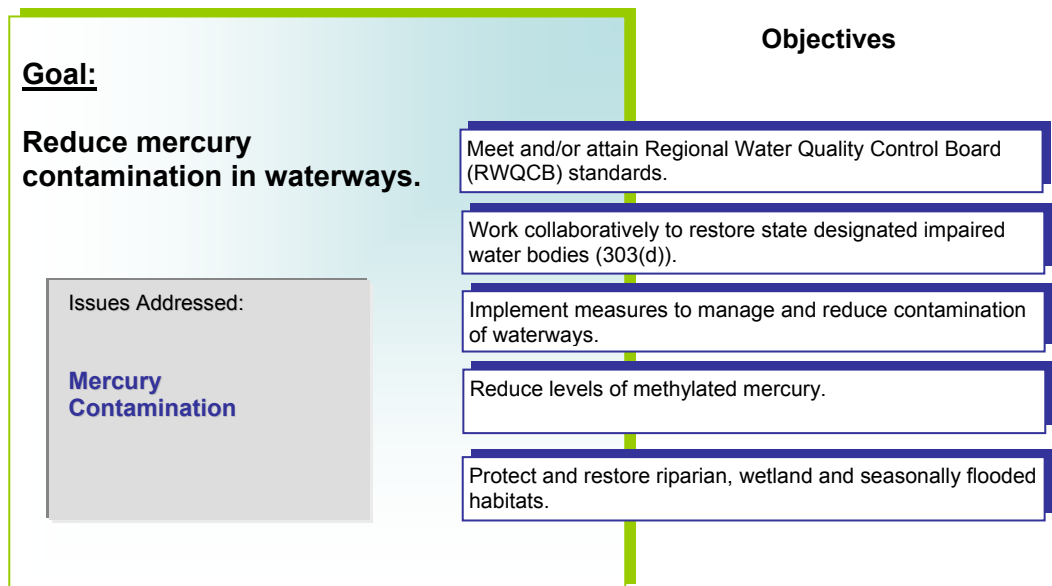 Objectives
Goal:
Reduce mercury
contamination in waterways.
Issues Addressed:
Mercury
Contamination
Meet and/or attain Regional Water Quality Control Board
(RWQCB) standards.
Work collaboratively to restore state designated impaired
water bodies (303(d)).
Implement measures to manage and reduce contamination
of waterways.
Reduce levels of methylated mercury.
Protect and restore riparian, wetland and seasonally flooded
habitats.